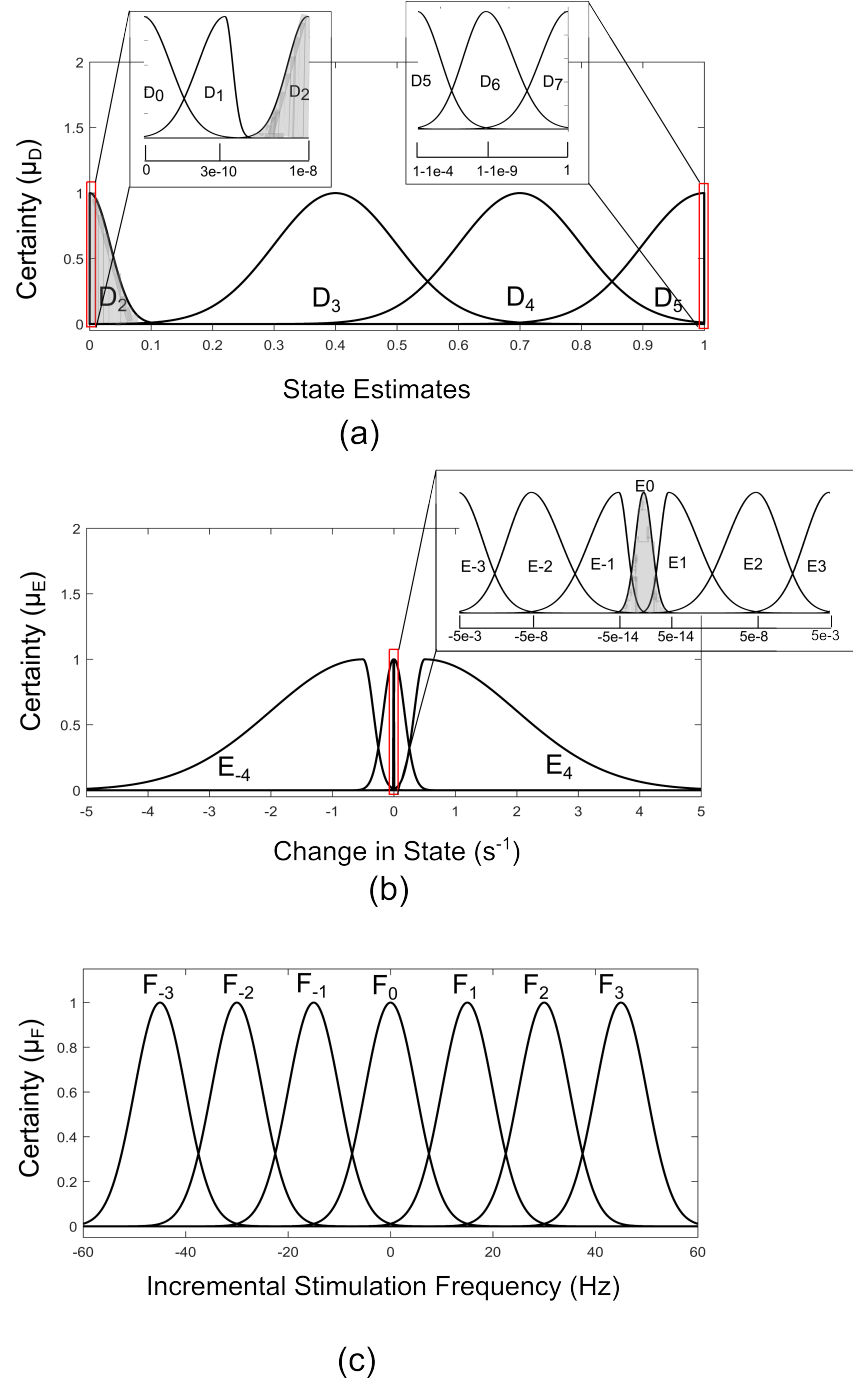 D0 D1 D2
0 3e-10 1e-8
D5 D6 D7
1-1e-4 1-1e-9 1
2
1.5
1
0.5
0
Certainty (μD)
D2 D3 D4 D5
0 0.1 0.2 0.3 0.4 0.5 0.6 0.7 0.8 0.9 1
State Estimates
(a)
E0
E-3 E-2 E-1 E1 E2 E3
-5e-3 -5e-8 -5e-14 5e-14 5e-8 5e-3
2
1.5
1
0.5
0
Certainty (μE)
E-4 E4
-5 -4 -3 -2 -1 0 1 2 3 4 5
Change in State (s-1)
(b)
F-3 F-2 F-1 F0 F1 F2 F3
1
0.8
0.6
0.4
0.2
0
Certainty (μF)
-60 -40 -20 0 20 40 60
Incremental Stimulation Frequency (Hz)
(c)